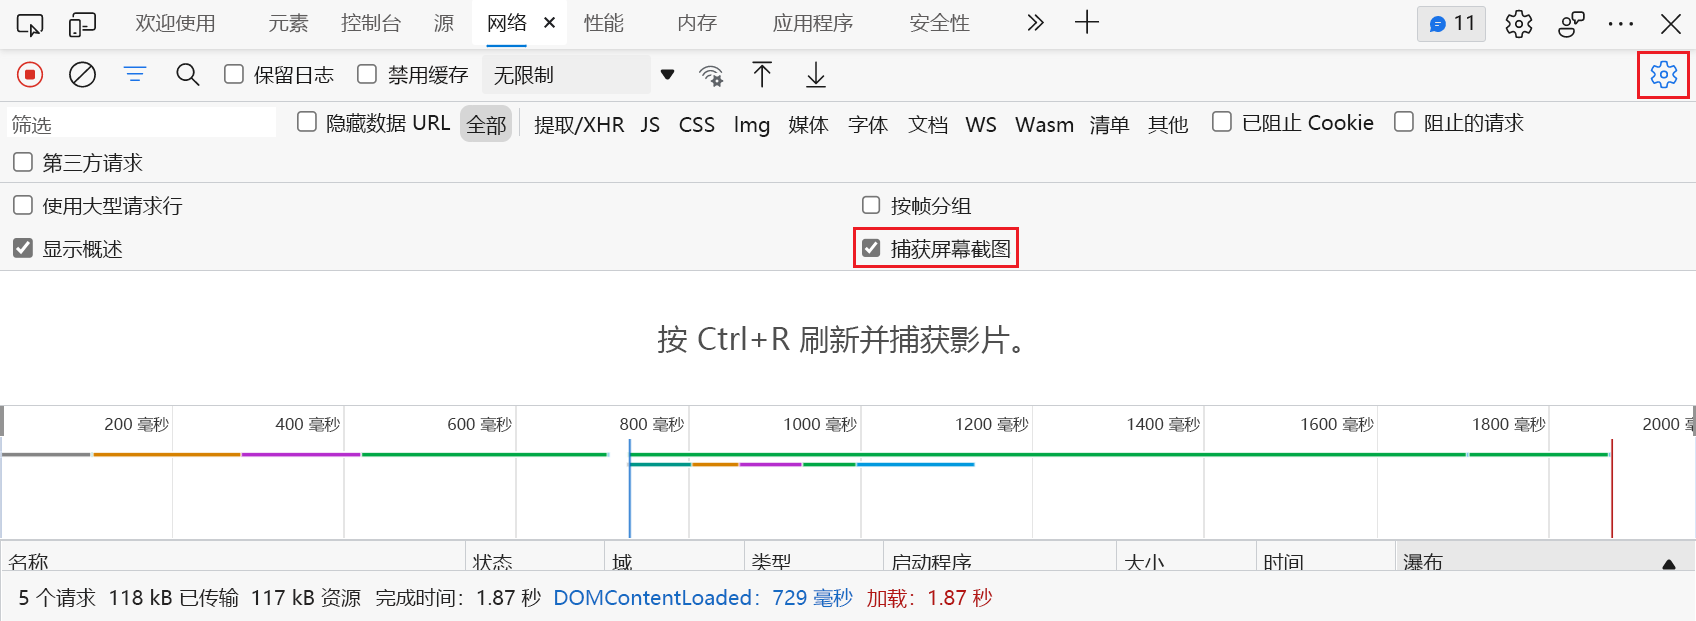 欢迎使用 元素 控制台 源 网络 性能 内存 应用程序 安全性 11
保留日志 禁用缓存 无限制
筛选 隐藏数据 URL 全部 提取/XHR JS CSS Img 媒体 字体 文档 WS Wasm 清单 其他 已阻止 Cookie 阻止的请求
第三方请求
使用大型请求行 按帧分组
显示概述 捕获屏幕截图
按 Ctrl+R 刷新并捕获影片。
200 毫秒 400 毫秒 600 毫秒 800 毫秒 1000 毫秒 1200 毫秒 1400 毫秒 1600 毫秒 1800 毫秒 2000 毫
名称 状态 域 类型 启动程序 大小 时间 瀑布
5 个请求 118 kB 已传输 117 kB 资源 完成时间：1.87 秒 DOMContentLoaded：729 毫秒 加载：1.87 秒